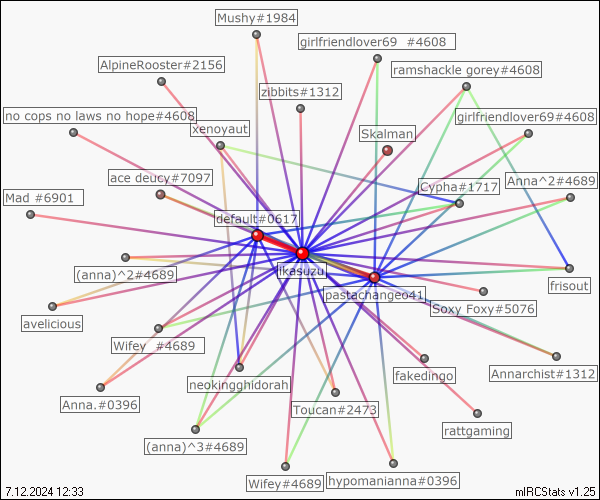 Mushy#1984
girlfriendlover69 #4608
AlpineRooster#2156
ramshackle gorey#4608
zibbits#1312
no cops no laws no hope#4608
girlfriendlover69#4608
xenoyaut
Skalman
ace deucy#7097
Cypha#1717
Anna^2#4689
Mad #6901
default#0617
(anna)^2#4689
fkasuzu
frisout
pastachangeo41
Soxy Foxy#5076
avelicious
Wifey #4689
Annarchist#1312
fakedingo
neokingghidorah
Anna.#0396
Toucan#2473
rattgaming
(anna)^3#4689
Wifey#4689
hypomanianna#0396
7.12.2024 12:33
mIRCStats v1.25